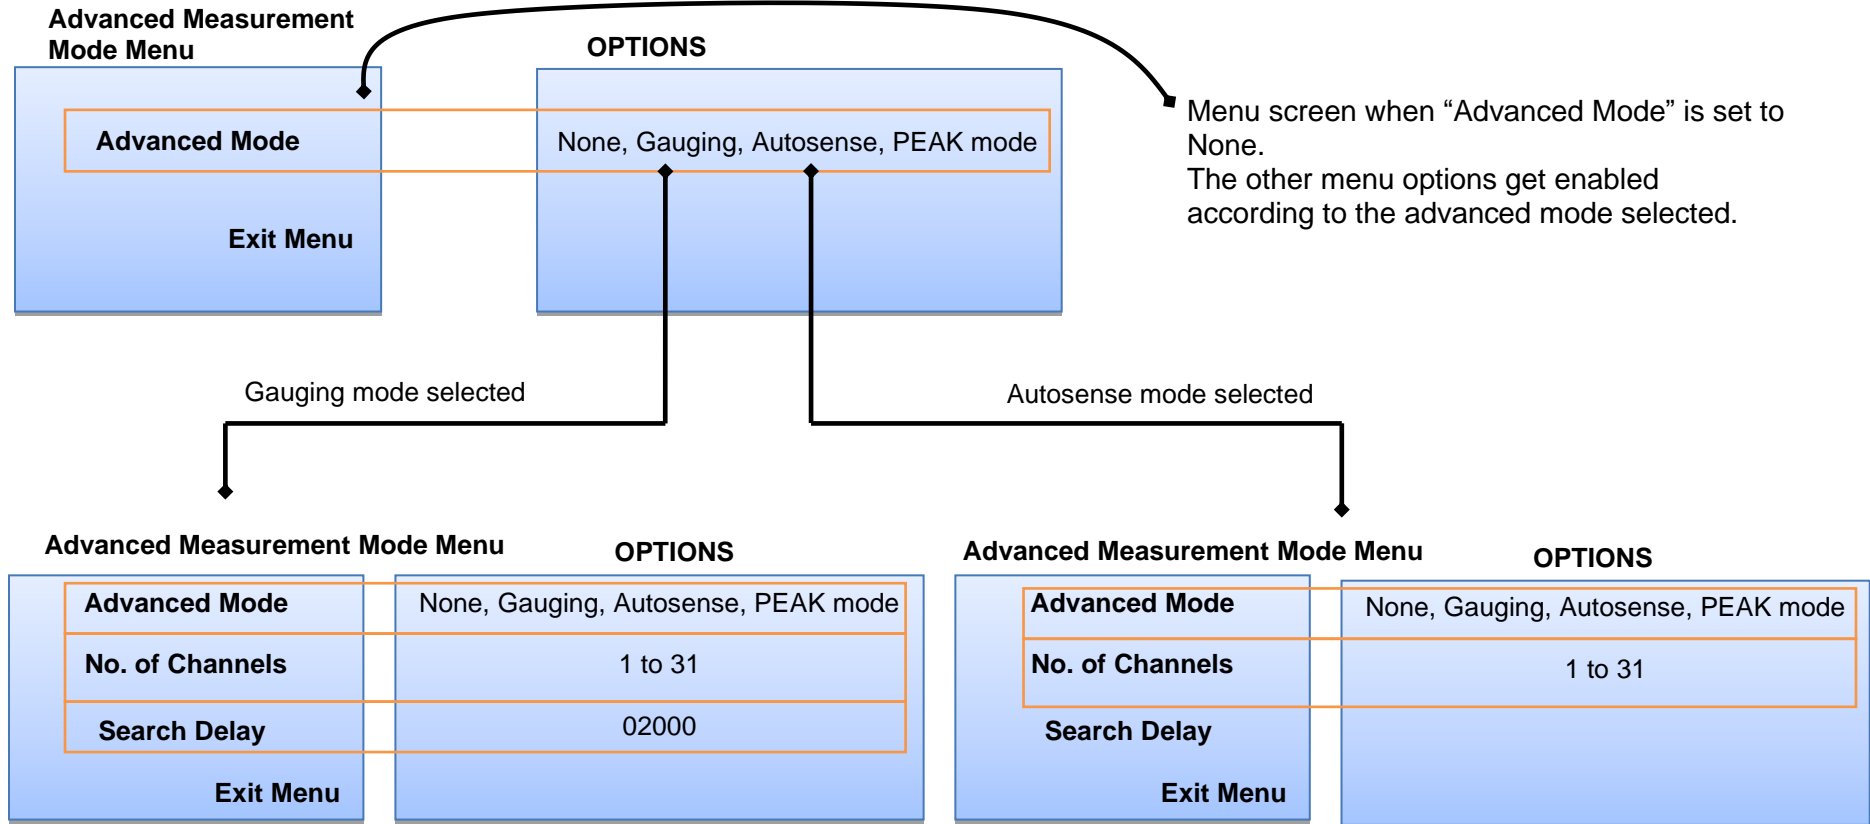 Advanced Measurement
Mode Menu
OPTIONS
Advanced Mode
None, Gauging, Autosense, PEAK mode
Exit Menu
Menu screen when “Advanced Mode” is set to
None.
The other menu options get enabled
according to the advanced mode selected.
Gauging mode selected
Autosense mode selected
Advanced Measurement Mode Menu
OPTIONS
Advanced Mode
None, Gauging, Autosense, PEAK mode
No. of Channels
1 to 31
Search Delay
02000
Exit Menu
Advanced Measurement Mode Menu
OPTIONS
Advanced Mode
None, Gauging, Autosense, PEAK mode
No. of Channels
1 to 31
Search Delay
Exit Menu